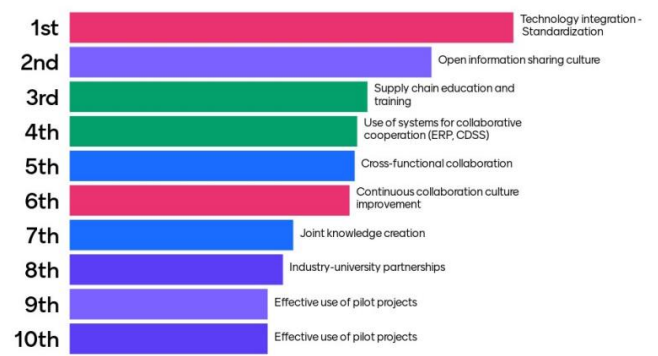 1st
Technology integration -
Standardization
2nd
Open information sharing culture
3rd
Supply chain education and
training
4th
Use of systems for collaborative
cooperation (ERP, CDSS)
5th
Cross-functional collaboration
6th
Continuous collaboration culture
improvement
7th
Joint knowledge creation
8th
Industry-university partnerships
9th
Effective use of pilot projects
10th
Effective use of pilot projects